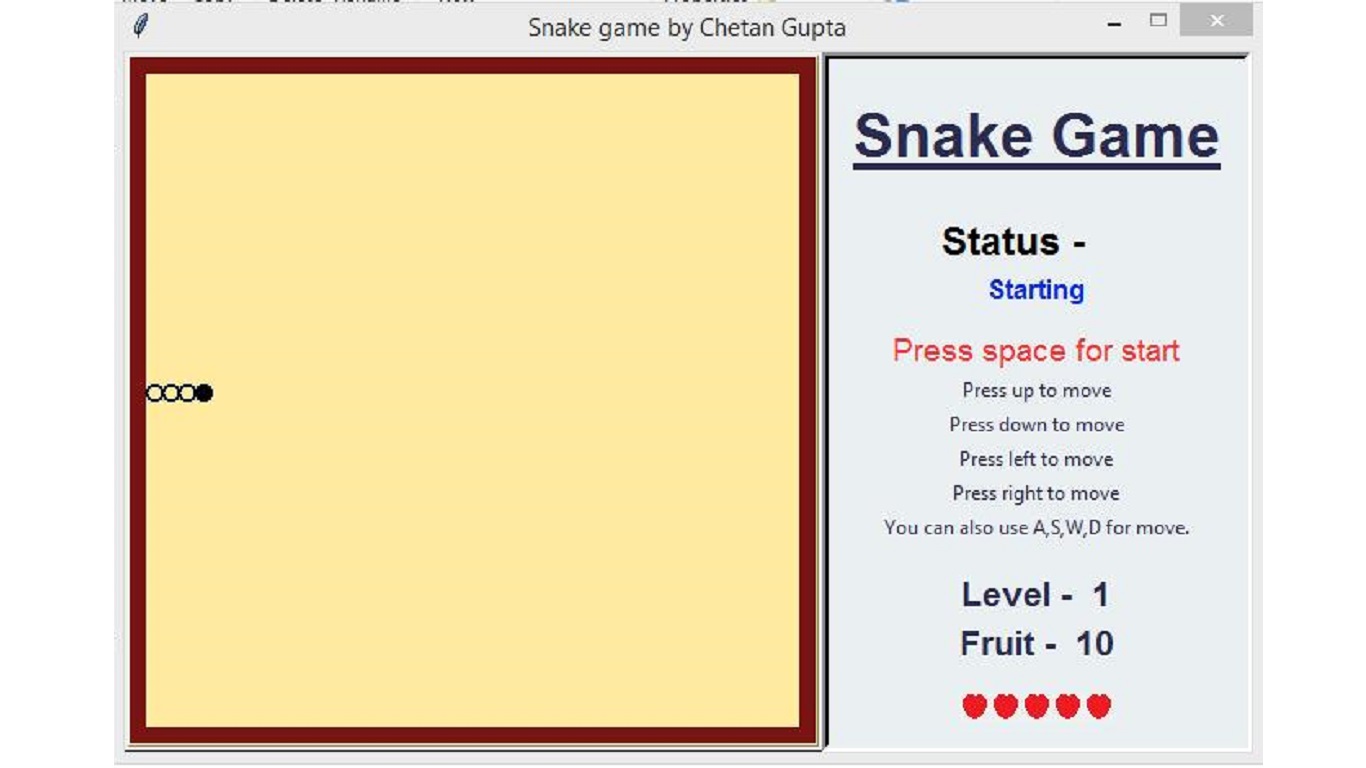 Snake game by Chetan Gupta
Snake Game
Status -
Starting
Press space for start
Press up to move
Press down to move
Press left to move
Press right to move
You can also use A,S,W,D for move.
Level - 1
Fruit - 10